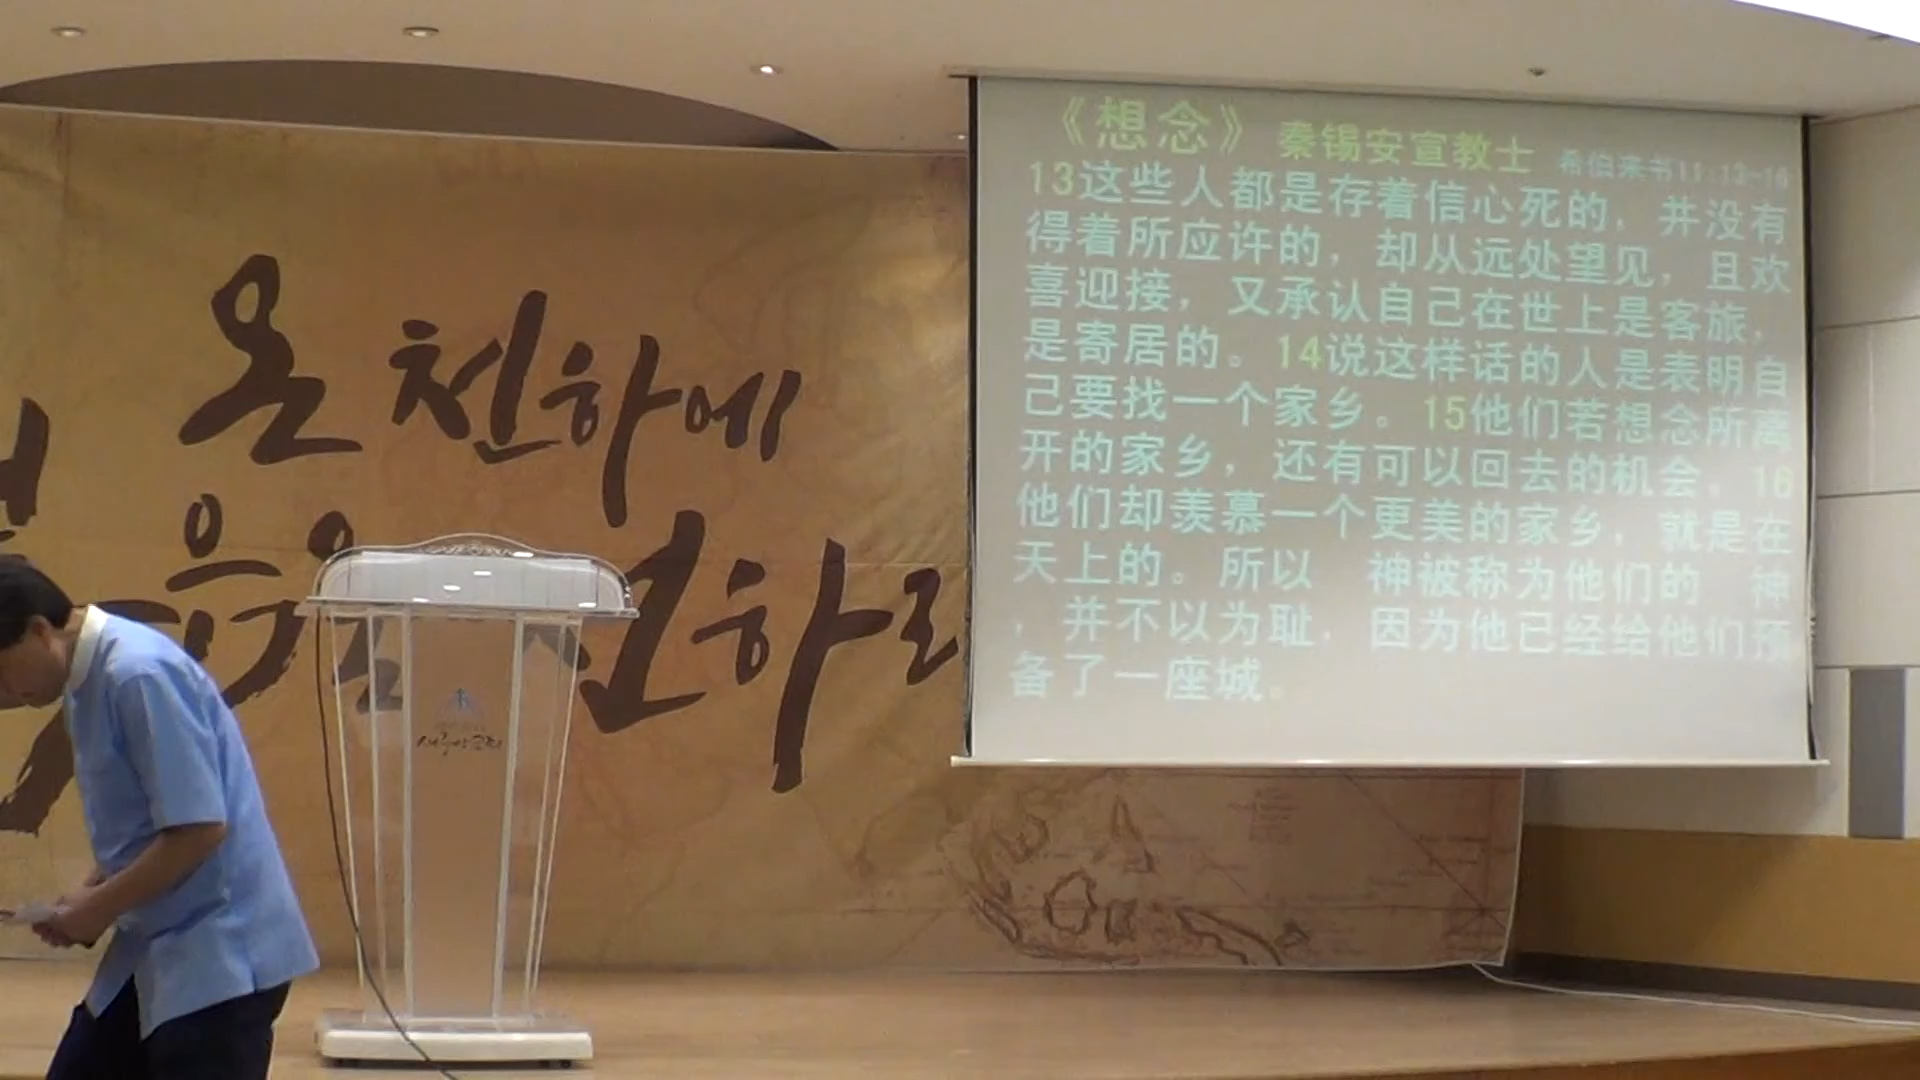 온 천하에
《想念》 秦锡安宣教士 希伯来书11:13-16
13这些人都是存着信心死的，并没有
得着所应许的，却从远处望见，且欢
喜迎接，又承认自己在世上是客旅，
是寄居的。14说这样话的人是表明自
己要找一个家乡。15他们若想念所离
开的家乡，还有可以回去的机会。16
他们却羡慕一个更美的家乡，就是在
天上的。所以 神被称为他们的 神
，并不以为耻，因为他已经给他们预
备了一座城。